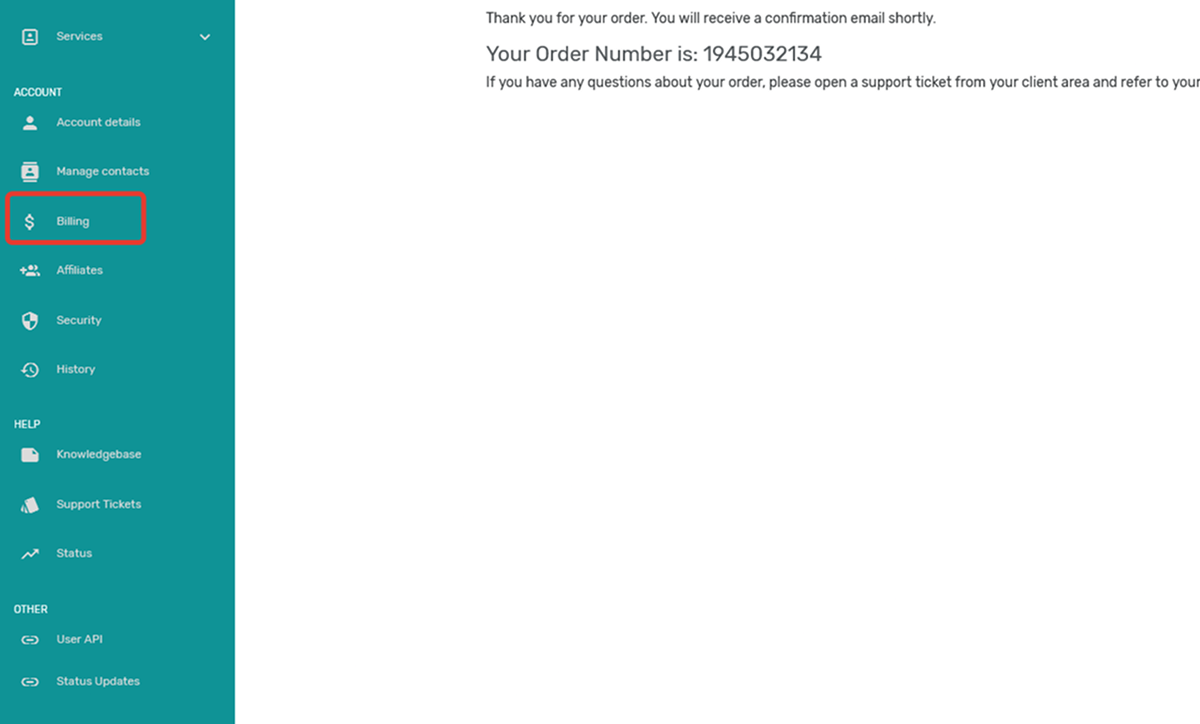 Services
ACCOUNT
Account details
Manage contacts
Billing
Affiliates
Security
History
HELP
Knowledgebase
Support Tickets
Status
OTHER
User API
Status Updates
Thank you for your order. You will receive a confirmation email shortly.
Your Order Number is: 1945032134
If you have any questions about your order, please open a support ticket from your client area and refer to your